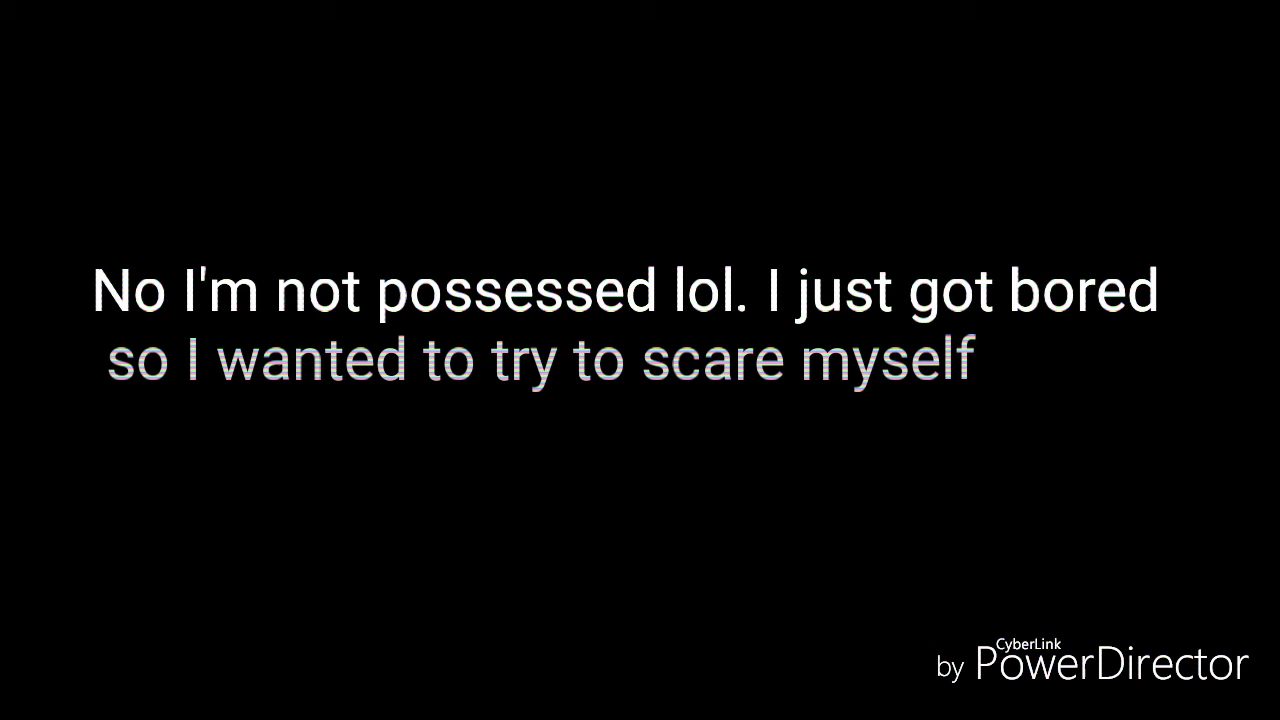 No I'm not possessed lol. I just got bored
so I wanted to try to scare myself
CyberLink
by PowerDirector